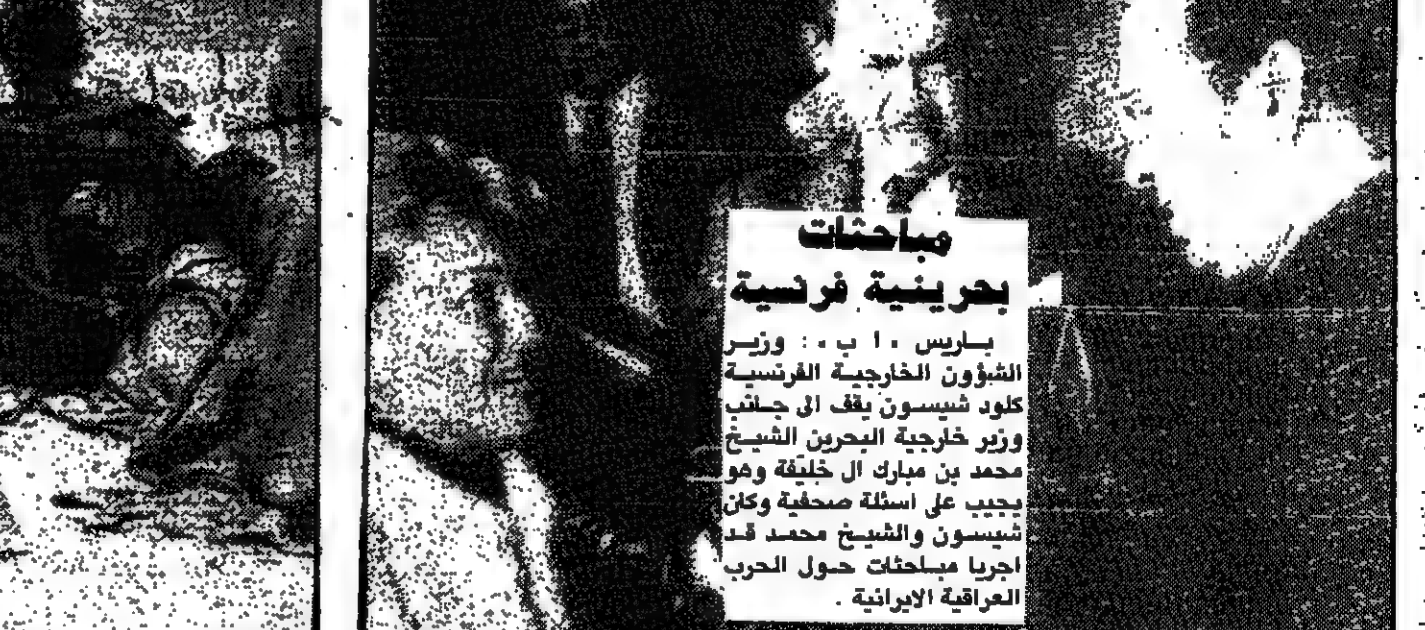 مباحثات
بحرينية فرنسية
باريس « ا ب » : وزير
الشؤون الخارجية الفرنسية
كلود شيسون يقف الى جانب
وزير خارجية البحرين الشيخ
محمد بن مبارك ال خليفة وهو
يجيب على اسئلة صحفية وكان
شيسون والشيخ محمد قد
اجريا مباحثات حول الحرب
العراقية الايرانية .